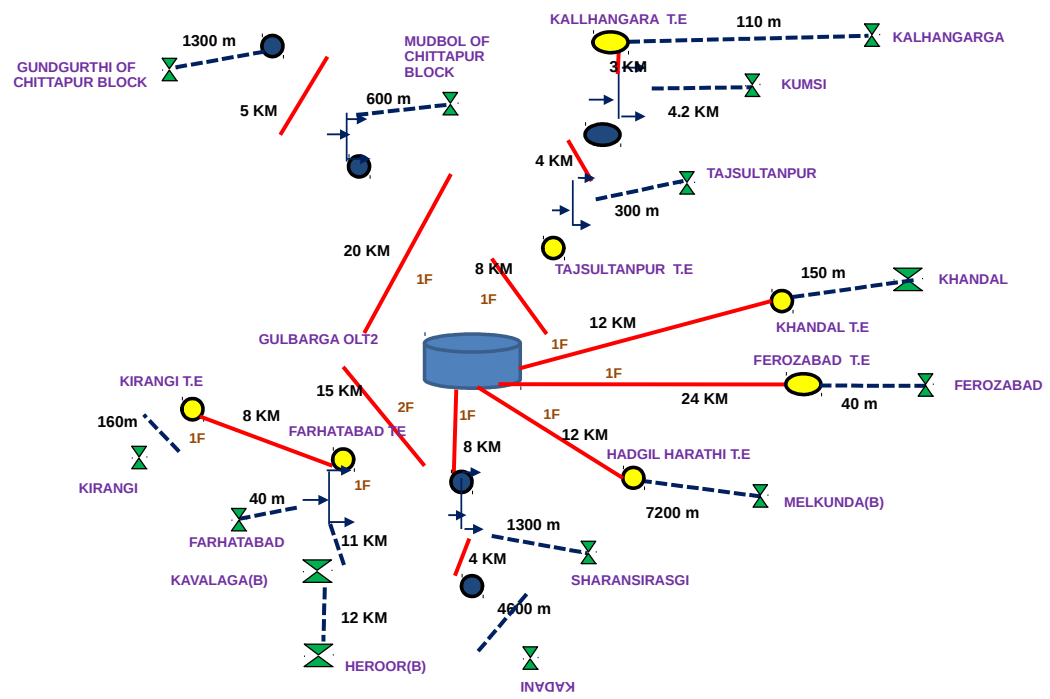 KALLHANGARA T.E
110 m
KALHANGARGA
1300 m
MUDBOL OF
CHITTAPUR
BLOCK
GUNDGURTHI OF
CHITTAPUR BLOCK
3 KM
KUMSI
600 m
4.2 KM
5 KM
4 KM
TAJSULTANPUR
300 m
20 KM
8 KM
TAJSULTANPUR T.E
1F
1F
150 m
KHANDAL
12 KM
KHANDAL T.E
GULBARGA OLT2
1F
FEROZABAD T.E
1F
KIRANGI T.E
15 KM
FEROZABAD
24 KM
40 m
160m
8 KM
2F
1F
1F
1F
FARHATABAD TE
12 KM
8 KM
HADGIL HARATHI T.E
KIRANGI
1F
40 m
MELKUNDA(B)
7200 m
1300 m
FARHATABAD
11 KM
4 KM
KAVALAGA(B)
SHARANSIRASGI
4600 m
12 KM
HEROOR(B)
KADANI